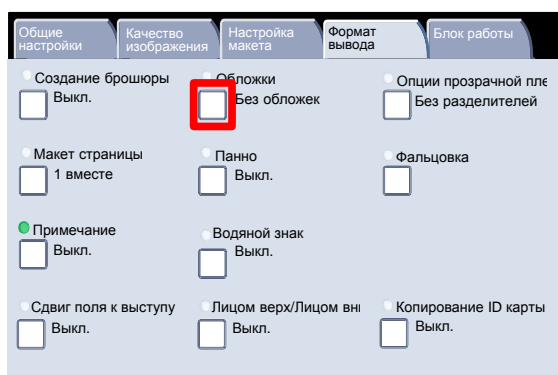 Общие настройки
Качество изображения
Настройка макета
Формат вывода
Блок работы
Создание брошюры
Выкл.
Обложки
Без обложек
Опции прозрачной пле
Без разделителей
Макет страницы
1 вместе
Панно
Выкл.
Фальцовка
Примечание
Выкл.
Водяной знак
Выкл.
Сдвиг поля к выступу
Выкл.
Лицом верх/Лицом вни
Выкл.
Копирование ID карты
Выкл.